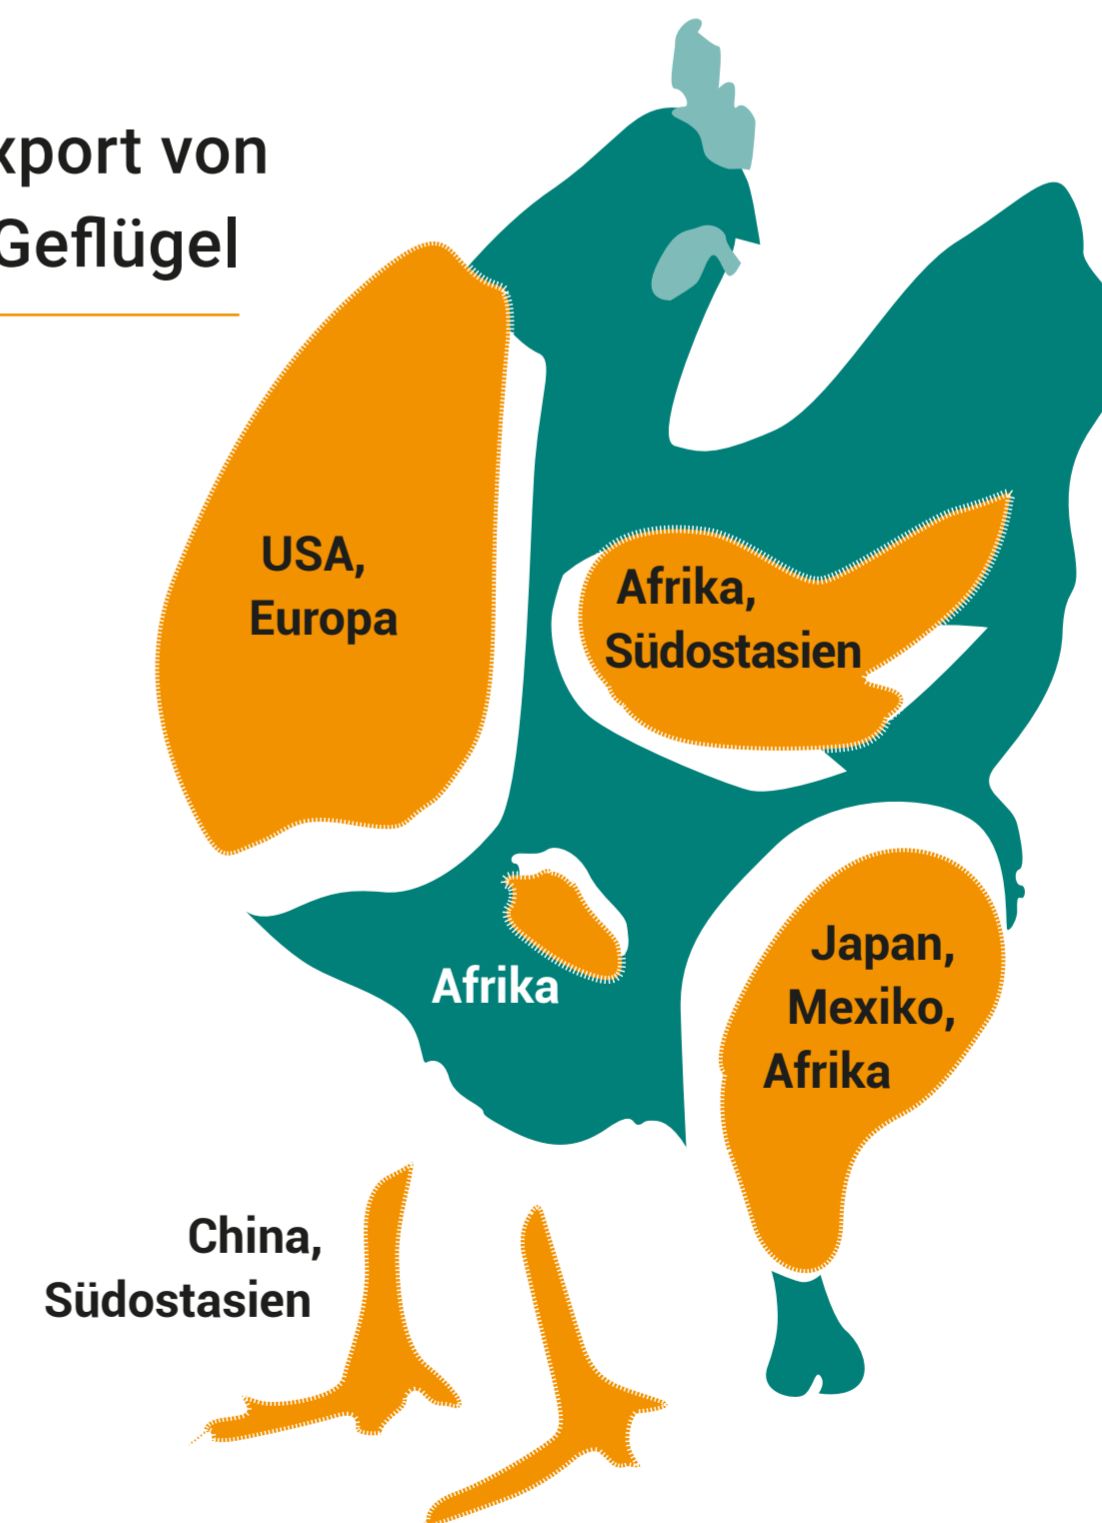 xport von
Geflügel
USA,
Europa
Afrika,
Südostasien
Afrika
Japan,
Mexiko,
Afrika
China,
Südostasien